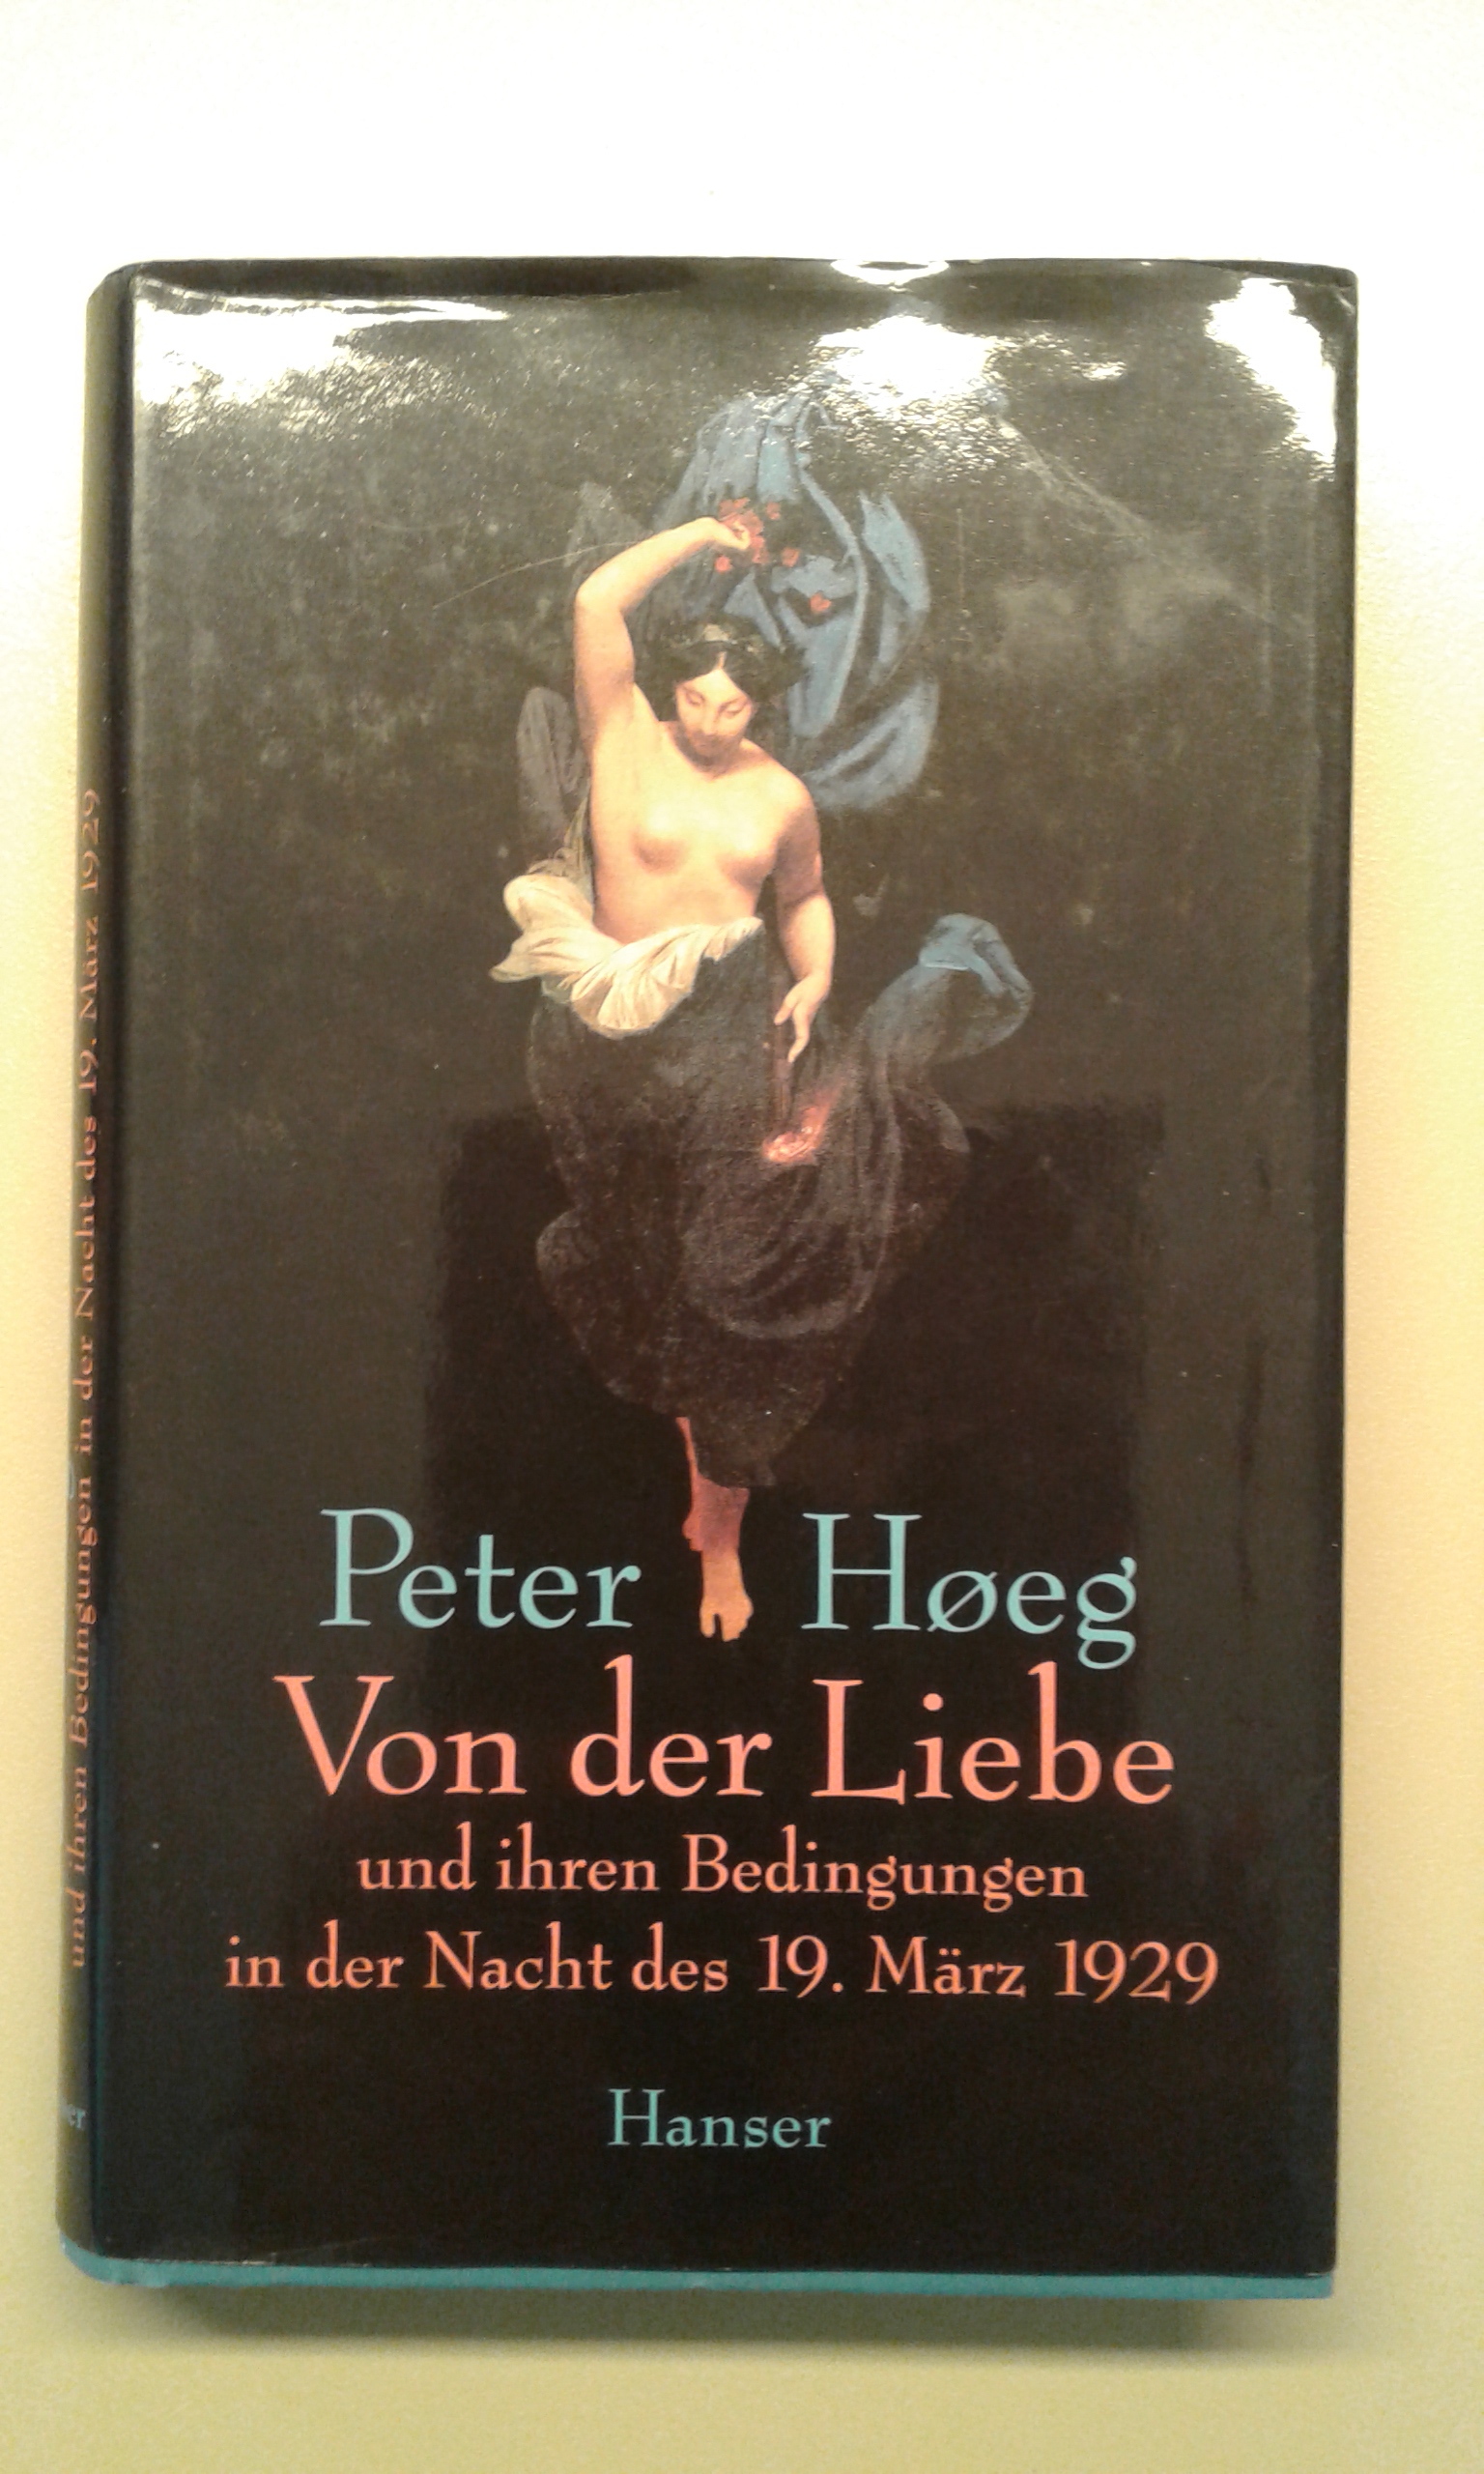 Peter Høeg
Von der Liebe
und ihren Bedingungen
in der Nacht des 19. März 1929
Hanser
und ihren Bedingungen in der Nacht des 19. März 1929